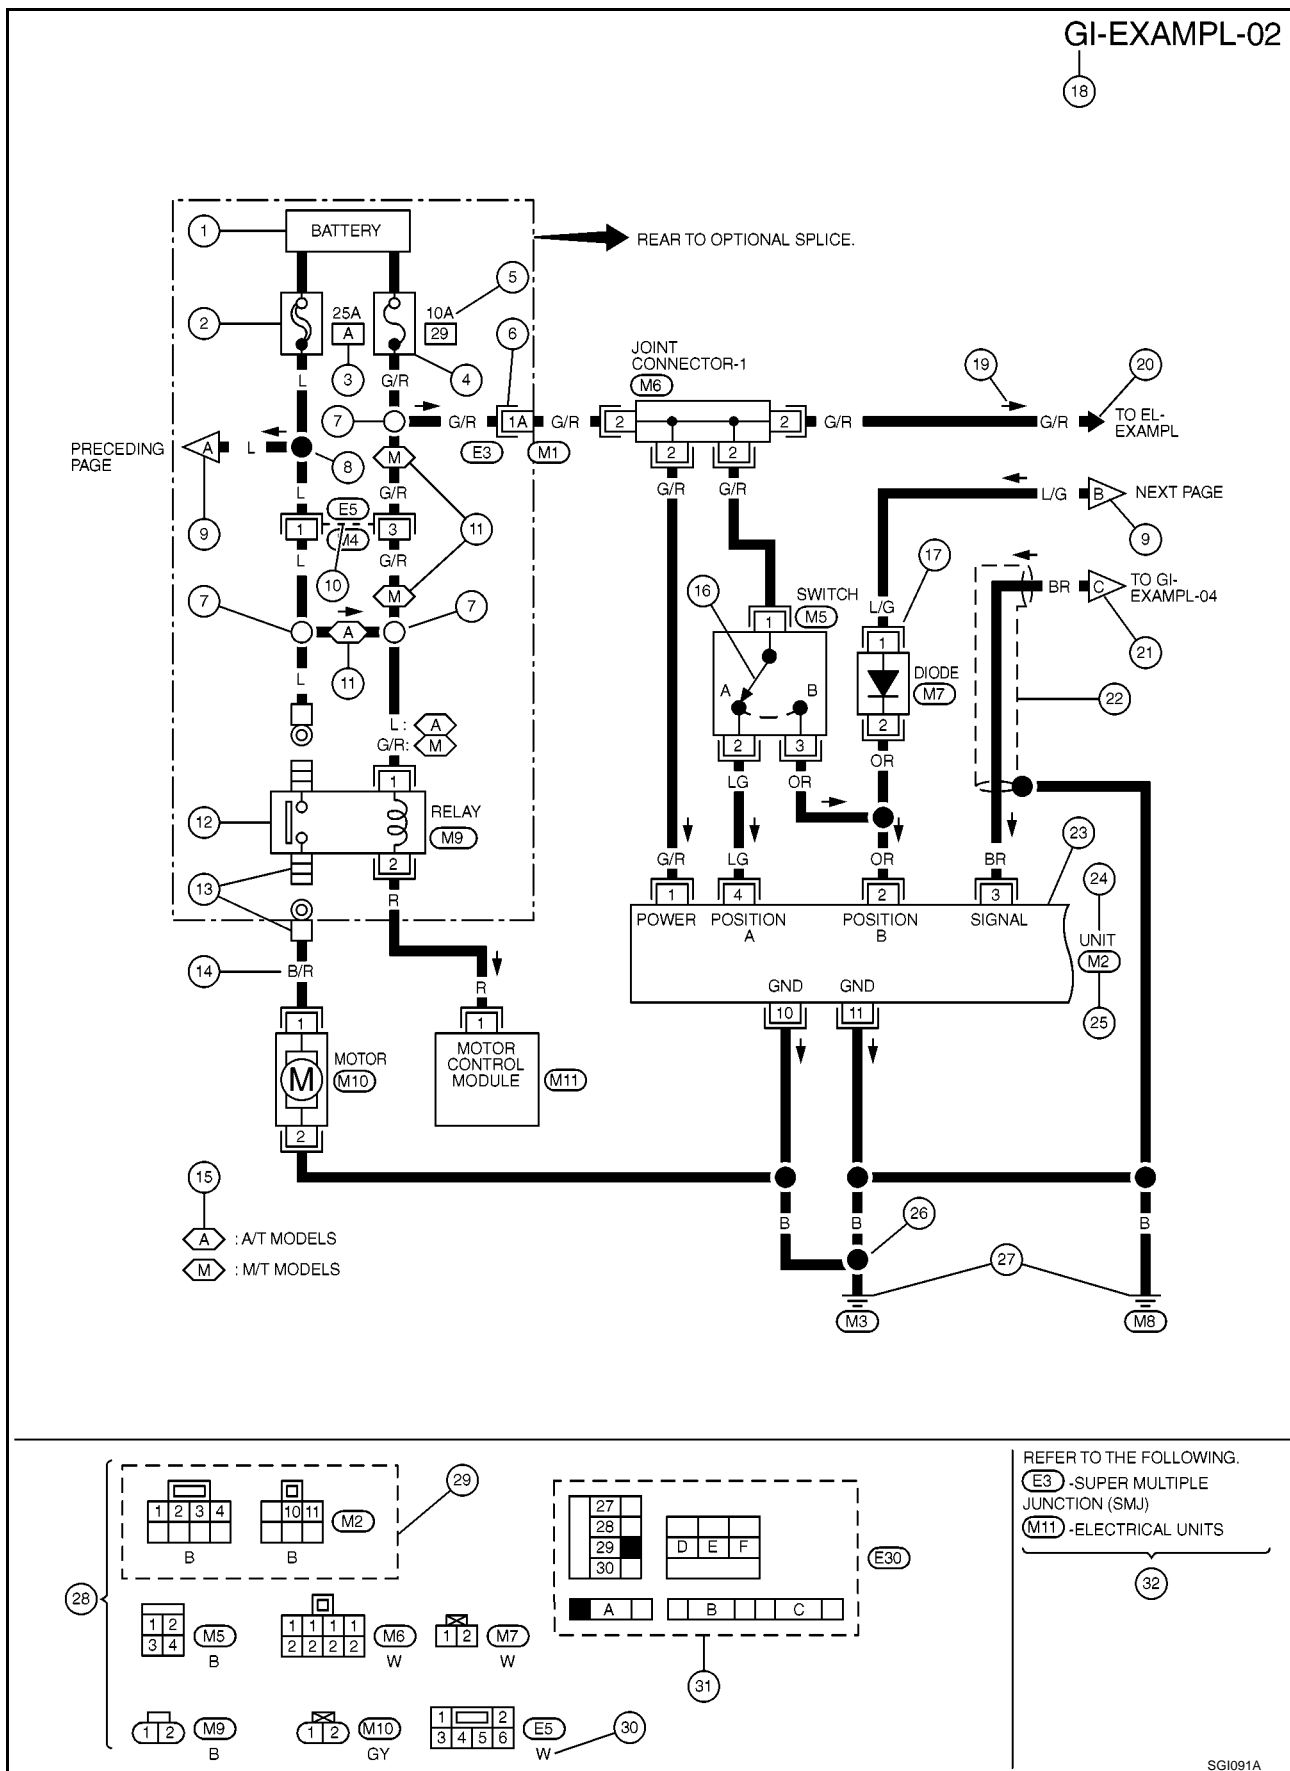 GI-EXAMPL-02
18
1
BATTERY
REAR TO OPTIONAL SPLICE.
5
2
25A
A
10A
29
6
3
4
JOINT
CONNECTOR-1
M6
19
20
L
G/R
7
G/R
1A
G/R
2
2
G/R
G/R
TO EL-
EXAMPL
E3
M1
PRECEDING
PAGE
A
L
8
M
2
2
L
G/R
G/R
G/R
L/G
B
NEXT PAGE
9
1
E5
M4
3
11
9
L
G/R
10
17
BR
C
TO GI-
EXAMPL-04
7
M
7
16
SWITCH
M5
L/G
A
1
1
21
L
11
DIODE
M7
22
A
B
L :
A
G/R:
M
2
3
2
LG
OR
OR
1
12
RELAY
M9
23
2
G/R
LG
OR
BR
13
R
1
4
2
3
24
POWER
POSITION
A
POSITION
B
SIGNAL
UNIT
M2
14
B/R
R
GND
GND
10
11
25
1
1
MOTOR
M10
M
MOTOR
CONTROL
MODULE
M11
2
15
A
: A/T MODELS
M
: M/T MODELS
B
B
B
26
27
M3
M8
28
1 2 3 4
B
10 11
B
M2
29
27
28
29
30
D E F
A
B
C
E30
31
REFER TO THE FOLLOWING.
E3 -SUPER MULTIPLE
JUNCTION (SMJ)
M11 -ELECTRICAL UNITS
32
1 2
3 4
M5
B
1 1 1 1
2 2 2 2
M6
W
1 2
M7
W
1 2
M9
B
1 2
M10
GY
1 2
3 4 5 6
E5
W
30
SGI091A